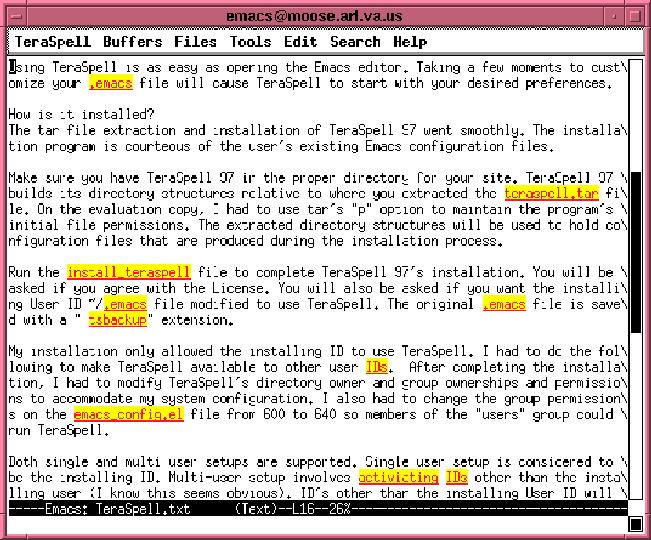 emacs@moose.arl.va.us
TeraSpell Buffers Files Tools Edit Search Help
Using TeraSpell is as easy as opening the Emacs editor. Taking a few moments to cust\
omize your .emacs file will cause TeraSpell to start with your desired preferences.
How is it installed?
The tar file extraction and installation of TeraSpell 97 went smoothly. The installa\
tion program is courteous of the user's existing Emacs configuration files.
Make sure you have TeraSpell 97 in the proper directory for your site. TeraSpell 97 \
builds its directory structures relative to where you extracted the teraspell.tar fi\
le. On the evaluation copy, I had to use tar's "p" option to maintain the program's \
initial file permissions. The extracted directory structures will be used to hold co\
nfiguration files that are produced during the installation process.
Run the install_teraspell file to complete TeraSpell 97's installation. You will be \
asked if you agree with the License. You will also be asked if you want the installi\
ng User ID ~/.emacs file modified to use TeraSpell. The original .emacs file is save\
d with a " tsbackup" extension.
My installation only allowed the installing ID to use TeraSpell. I had to do the fol\
lowing to make TeraSpell available to other user IDs.  After completing the installa\
tion, I had to modify TeraSpell's directory owner and group ownerships and permissio\
ns to accommodate my system configuration. I also had to change the group permission\
s on the emacs_config.el file from 600 to 640 so members of the "users" group could \
run TeraSpell.
Both single and multi user setups are supported. Single user setup is considered to \
be the installing ID. Multi-user setup involves activiating IDs other than the insta\
lling user (I know this seems obvious). ID's other than the installing User ID will \
-----Emacs: TeraSpell.txt      (Text)--L16--26%--------------------------------------